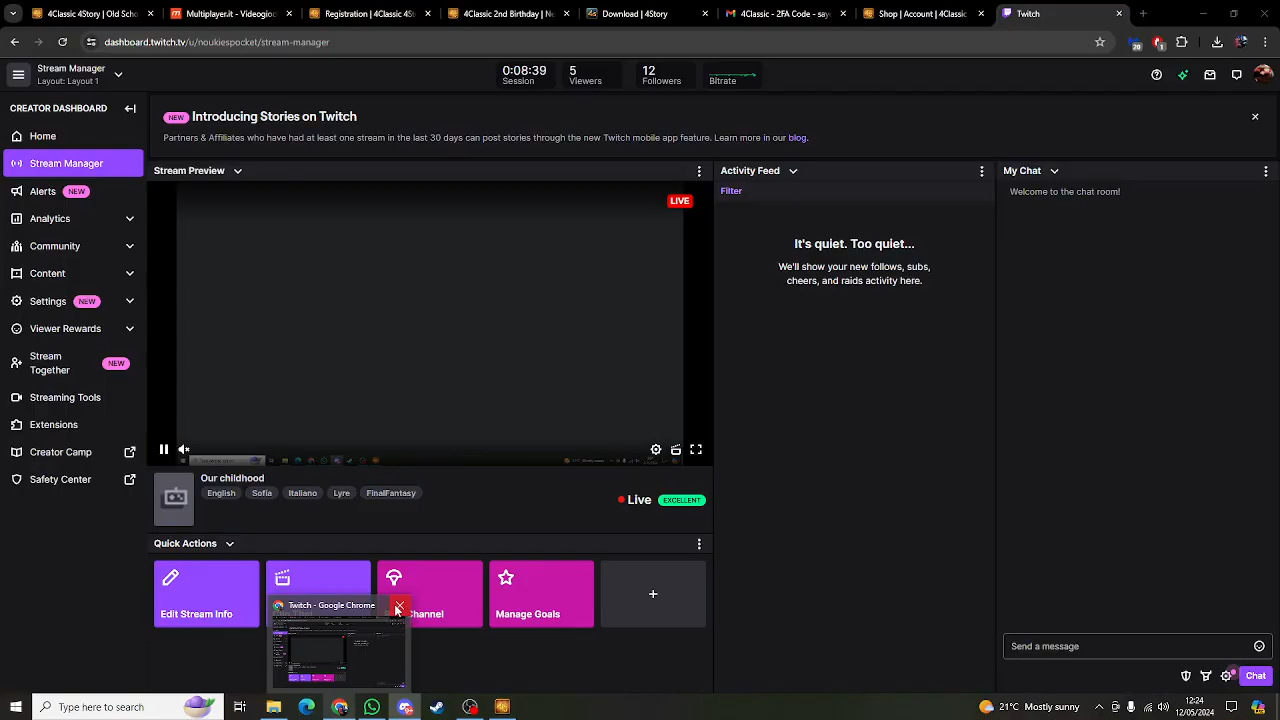 4Classic 4Story | Old Scho
Multiplayer.it - Videogioc
Registration | 4Classic 4S
4Classic 2nd Birthday | Ne
Download | 4Story
4Classic - 2FA Code - say
Shop | Account | 4Classic
Twitch
dashboard.twitch.tv/u/noukiespocket/stream-manager
20
1
Stream Manager
Layout: Layout 1
0:08:39
Session
5
Viewers
12
Followers
Bitrate
CREATOR DASHBOARD
Home
Stream Manager
Alerts NEW
Analytics
Community
Content
Settings NEW
Viewer Rewards
Stream
Together NEW
Streaming Tools
Extensions
Creator Camp
Safety Center
NEW Introducing Stories on Twitch
Partners & Affiliates who have had at least one stream in the last 30 days can post stories through the new Twitch mobile app feature. Learn more in our blog.
Stream Preview
LIVE
Our childhood
English Sofia Italiano Lyre FinalFantasy
Live EXCELLENT
Quick Actions
Edit Stream Info
Channel
Manage Goals
Twitch - Google Chrome
Activity Feed
Filter
It's quiet. Too quiet...
We'll show your new follows, subs,
cheers, and raids activity here.
My Chat
Welcome to the chat room!
Send a message
Chat
Type here to search
21°C Mostly sunny
12:24
12/05/2024